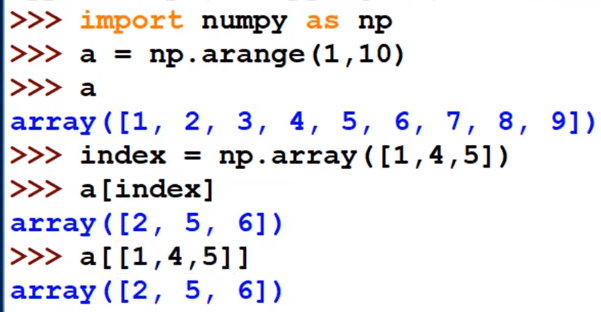 >>> import numpy as np
>>> a = np.arange(1,10)
>>> a
array([1, 2, 3, 4, 5, 6, 7, 8, 9])
>>> index = np.array([1,4,5])
>>> a[index]
array([2, 5, 6])
>>> a[[1,4,5]]
array([2, 5, 6])